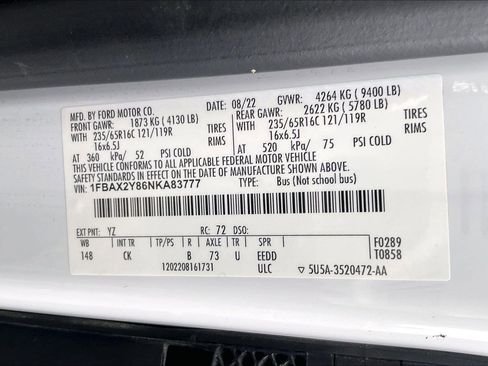 MFD. BY FORD MOTOR CO. DATE: 08/22 GVWR: 4264 KG ( 9400 LB)
FRONT GAWR: 1873 KG ( 4130 LB) REAR GAWR: 2622 KG ( 5780 LB)
235/65R16C 121/119R TIRES WITH 235/65R16C 121/119R TIRES
16x6.5J RIMS 16x6.5J RIMS
AT 360 kPa/ 52 PSI COLD AT 520 kPa/ 75 PSI COLD
THIS VEHICLE CONFORMS TO ALL APPLICABLE FEDERAL MOTOR VEHICLE
SAFETY STANDARDS IN EFFECT ON THE DATE OF MANUFACTURE SHOWN ABOVE.
VIN: 1FBAX2Y86NKA83777 TYPE: Bus (Not school bus)
EXT PNT: YZ RC: 72 DSO:
WB INT TR TP/PS R AXLE TR SPR F0289
148 CK B 73 U EEDD T0858
1202208161731 ULC ▽ 5U5A-3520472-AA